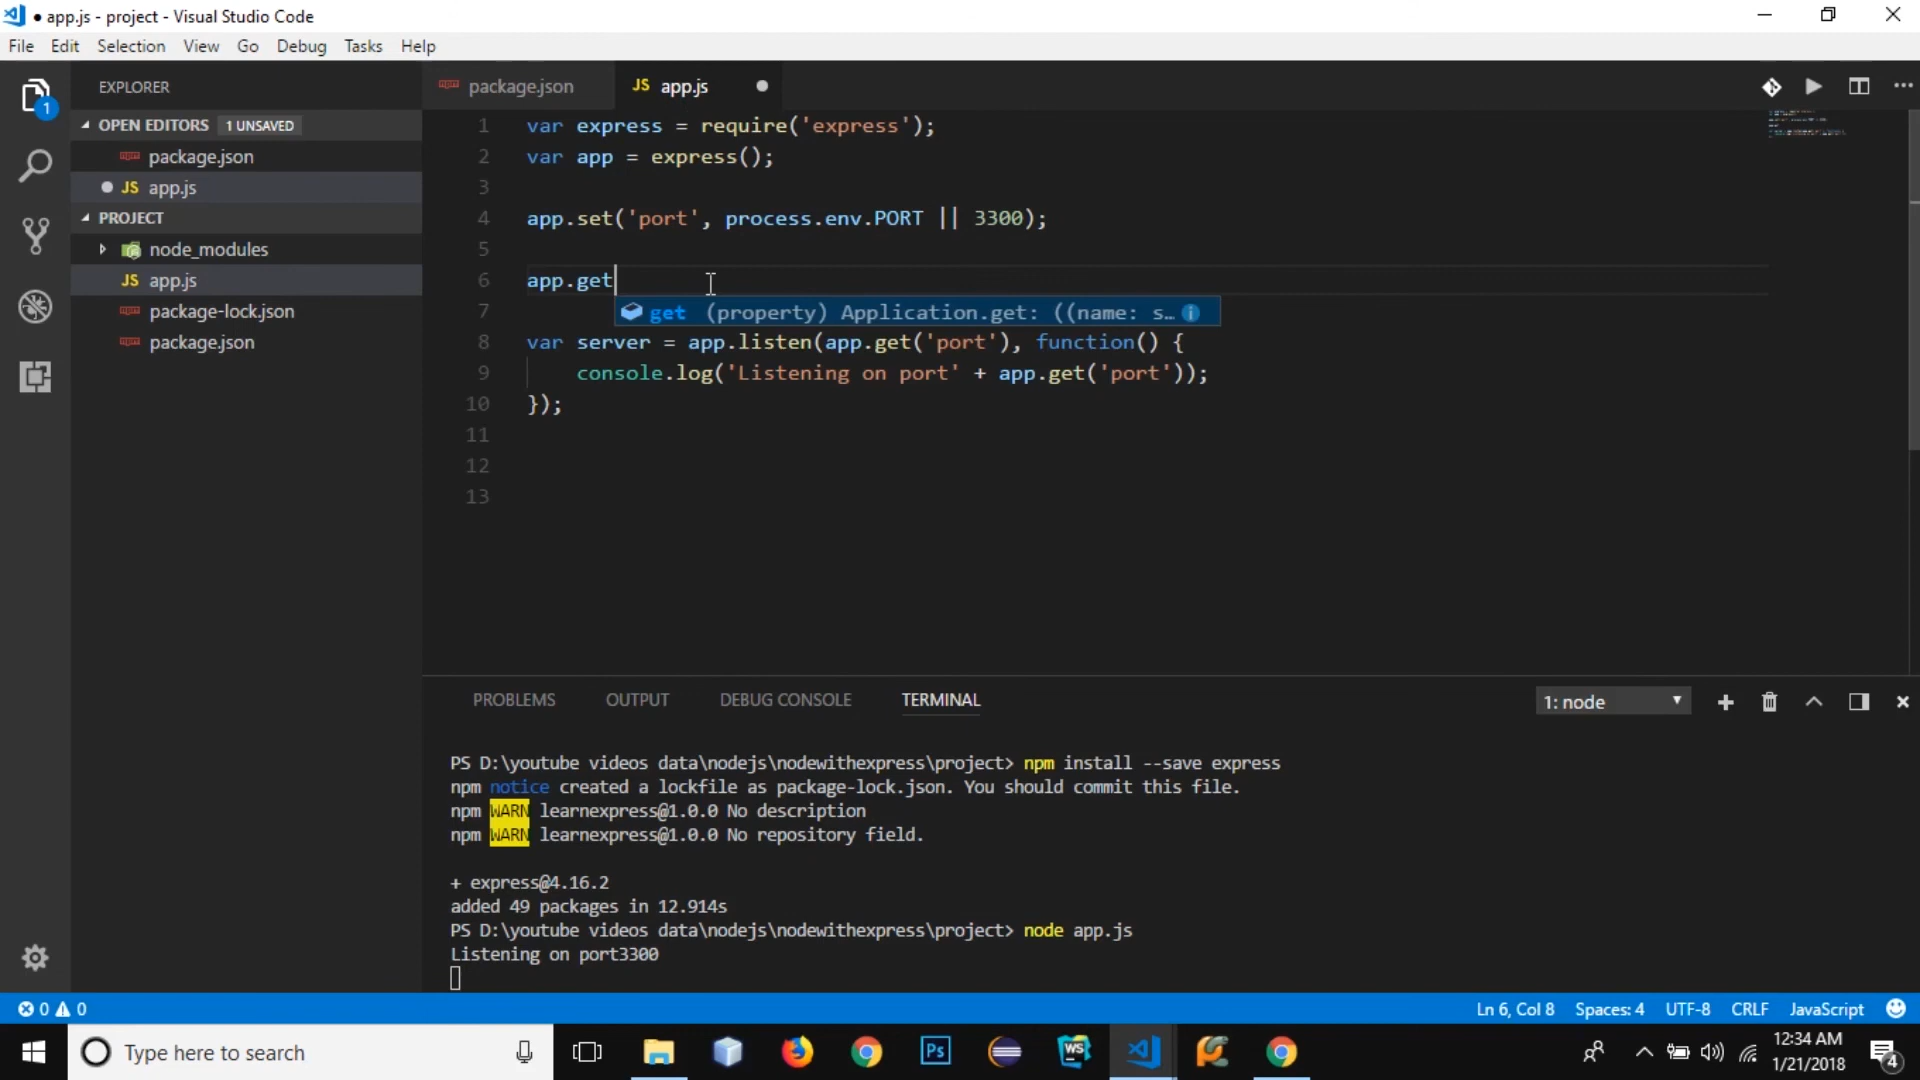 ● app.js - project - Visual Studio Code
File Edit Selection View Go Debug Tasks Help
EXPLORER
OPEN EDITORS 1 UNSAVED
package.json
JS app.js
PROJECT
node_modules
JS app.js
package-lock.json
package.json
1
package.json
JS app.js
1 var express = require('express');
2 var app = express();
3
4 app.set('port', process.env.PORT || 3300);
5
6 app.get
7 get (property) Application.get: ((name: s…
8 var server = app.listen(app.get('port'), function() {
9 console.log('Listening on port' + app.get('port'));
10 });
11
12
13
PROBLEMS OUTPUT DEBUG CONSOLE TERMINAL 1: node
PS D:\youtube videos data\nodejs\nodewithexpress\project> npm install --save express
npm notice created a lockfile as package-lock.json. You should commit this file.
npm WARN learnexpress@1.0.0 No description
npm WARN learnexpress@1.0.0 No repository field.
+ express@4.16.2
added 49 packages in 12.914s
PS D:\youtube videos data\nodejs\nodewithexpress\project> node app.js
Listening on port3300
0 0 Ln 6, Col 8 Spaces: 4 UTF-8 CRLF JavaScript
Type here to search
Ps
WS
12:34 AM
1/21/2018
4